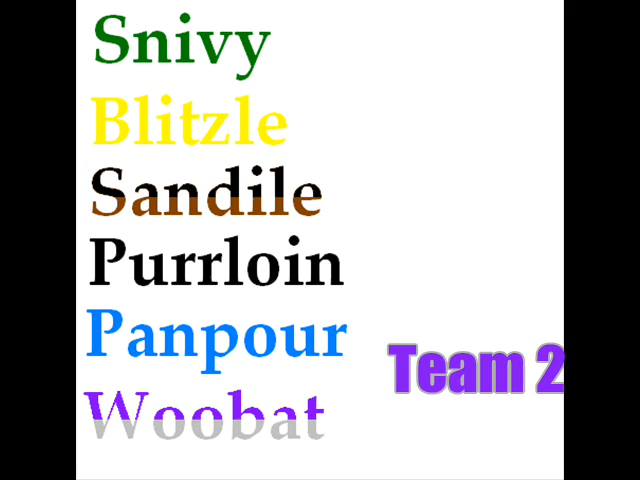 Snivy
Blitzle
Sandile
Purrloin
Panpour
Team 2
Woobat